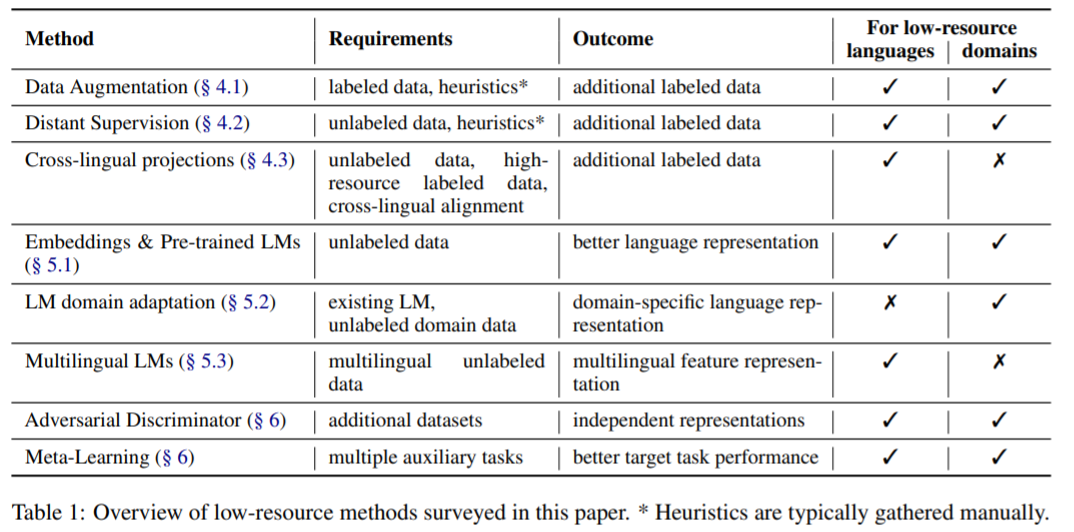 Method Requirements Outcome For low-resource
languages domains
Data Augmentation (§ 4.1) labeled data, heuristics* additional labeled data ✓ ✓
Distant Supervision (§ 4.2) unlabeled data, heuristics* additional labeled data ✓ ✓
Cross-lingual projections (§ 4.3) unlabeled data, high- additional labeled data ✓ ✗
resource labeled data,
cross-lingual alignment
Embeddings & Pre-trained LMs unlabeled data better language representation ✓ ✓
(§ 5.1)
LM domain adaptation (§ 5.2) existing LM, domain-specific language rep- ✗ ✓
unlabeled domain data resentation
Multilingual LMs (§ 5.3) multilingual unlabeled multilingual feature represen- ✓ ✗
data tation
Adversarial Discriminator (§ 6) additional datasets independent representations ✓ ✓
Meta-Learning (§ 6) multiple auxiliary tasks better target task performance ✓ ✓
Table 1: Overview of low-resource methods surveyed in this paper. * Heuristics are typically gathered manually.